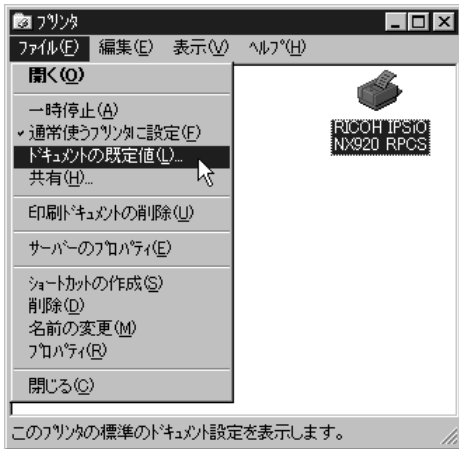 プリンタ
ファイル(F) 編集(E) 表示(V) ヘルプ(H)
開く(O)
一時停止(A)
通常使うプリンタに設定(F)
ドキュメントの既定値(L)...
共有(H)...
印刷ドキュメントの削除(U)
サーバーのプロパティ(E)
ショートカットの作成(S)
削除(D)
名前の変更(M)
プロパティ(R)
閉じる(C)
RICOH IPSiO
NX920 RPCS
このプリンタの標準のドキュメント設定を表示します。